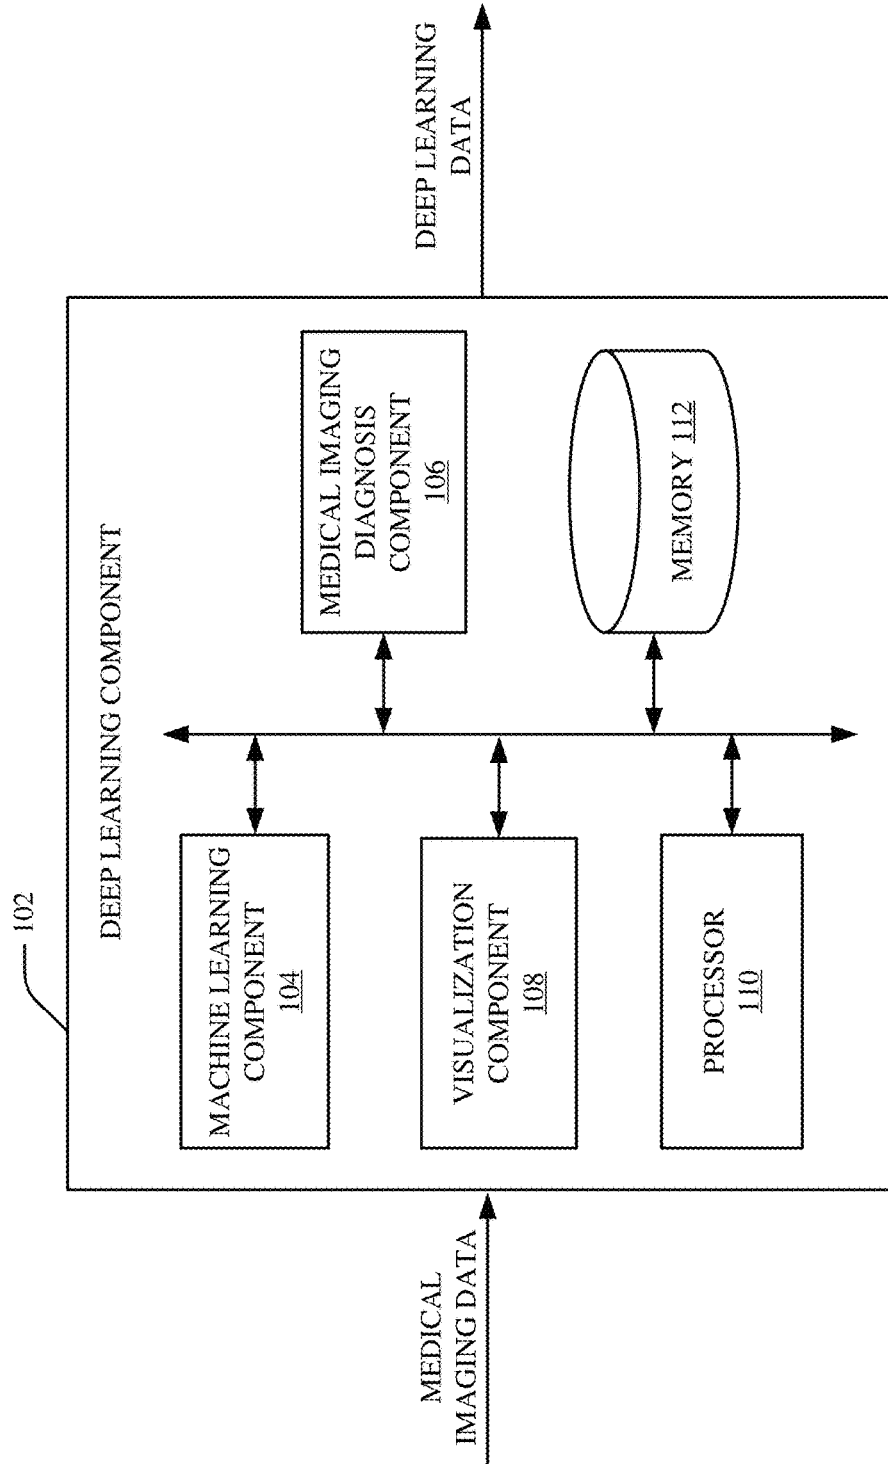 102
DEEP LEARNING COMPONENT
MACHINE LEARNING
COMPONENT
104
MEDICAL IMAGING
DIAGNOSIS
COMPONENT
106
MEDICAL
IMAGING DATA
VISUALIZATION
COMPONENT
108
DEEP LEARNING
DATA
PROCESSOR
110
MEMORY 112